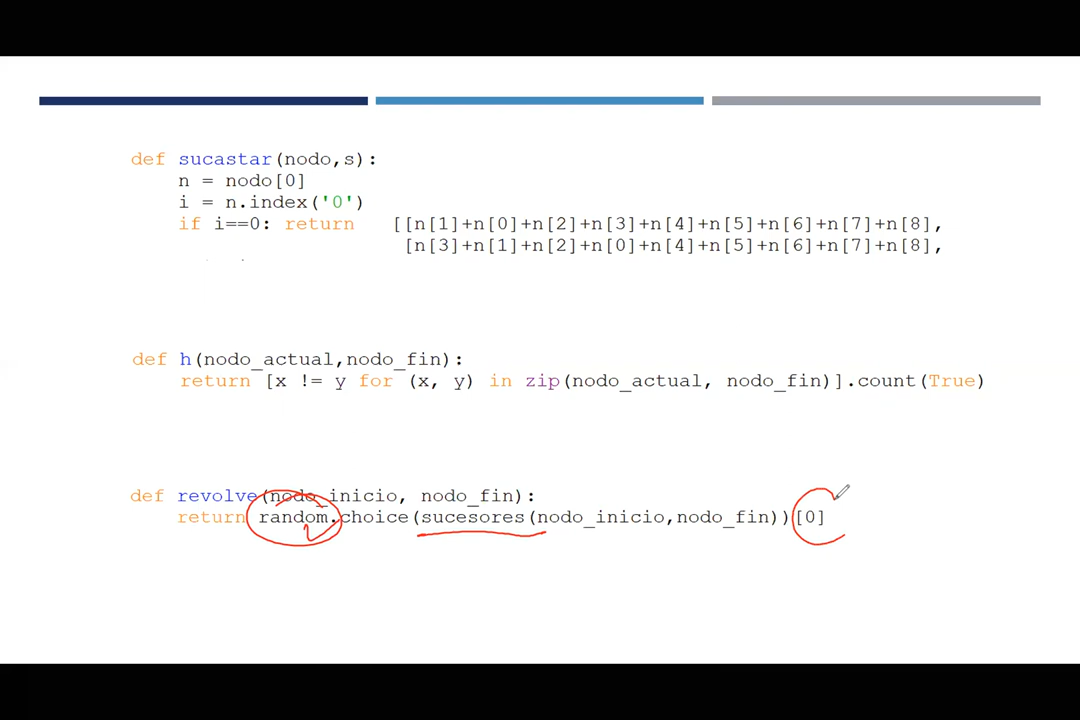 def sucastar(nodo,s):
n = nodo[0]
i = n.index('0')
if i==0: return [[n[1]+n[0]+n[2]+n[3]+n[4]+n[5]+n[6]+n[7]+n[8],
[n[3]+n[1]+n[2]+n[0]+n[4]+n[5]+n[6]+n[7]+n[8],
def h(nodo_actual,nodo_fin):
return [x != y for (x, y) in zip(nodo_actual, nodo_fin)].count(True)
def revolve(nodo_inicio, nodo_fin):
return random.choice(sucesores(nodo_inicio,nodo_fin))[0]